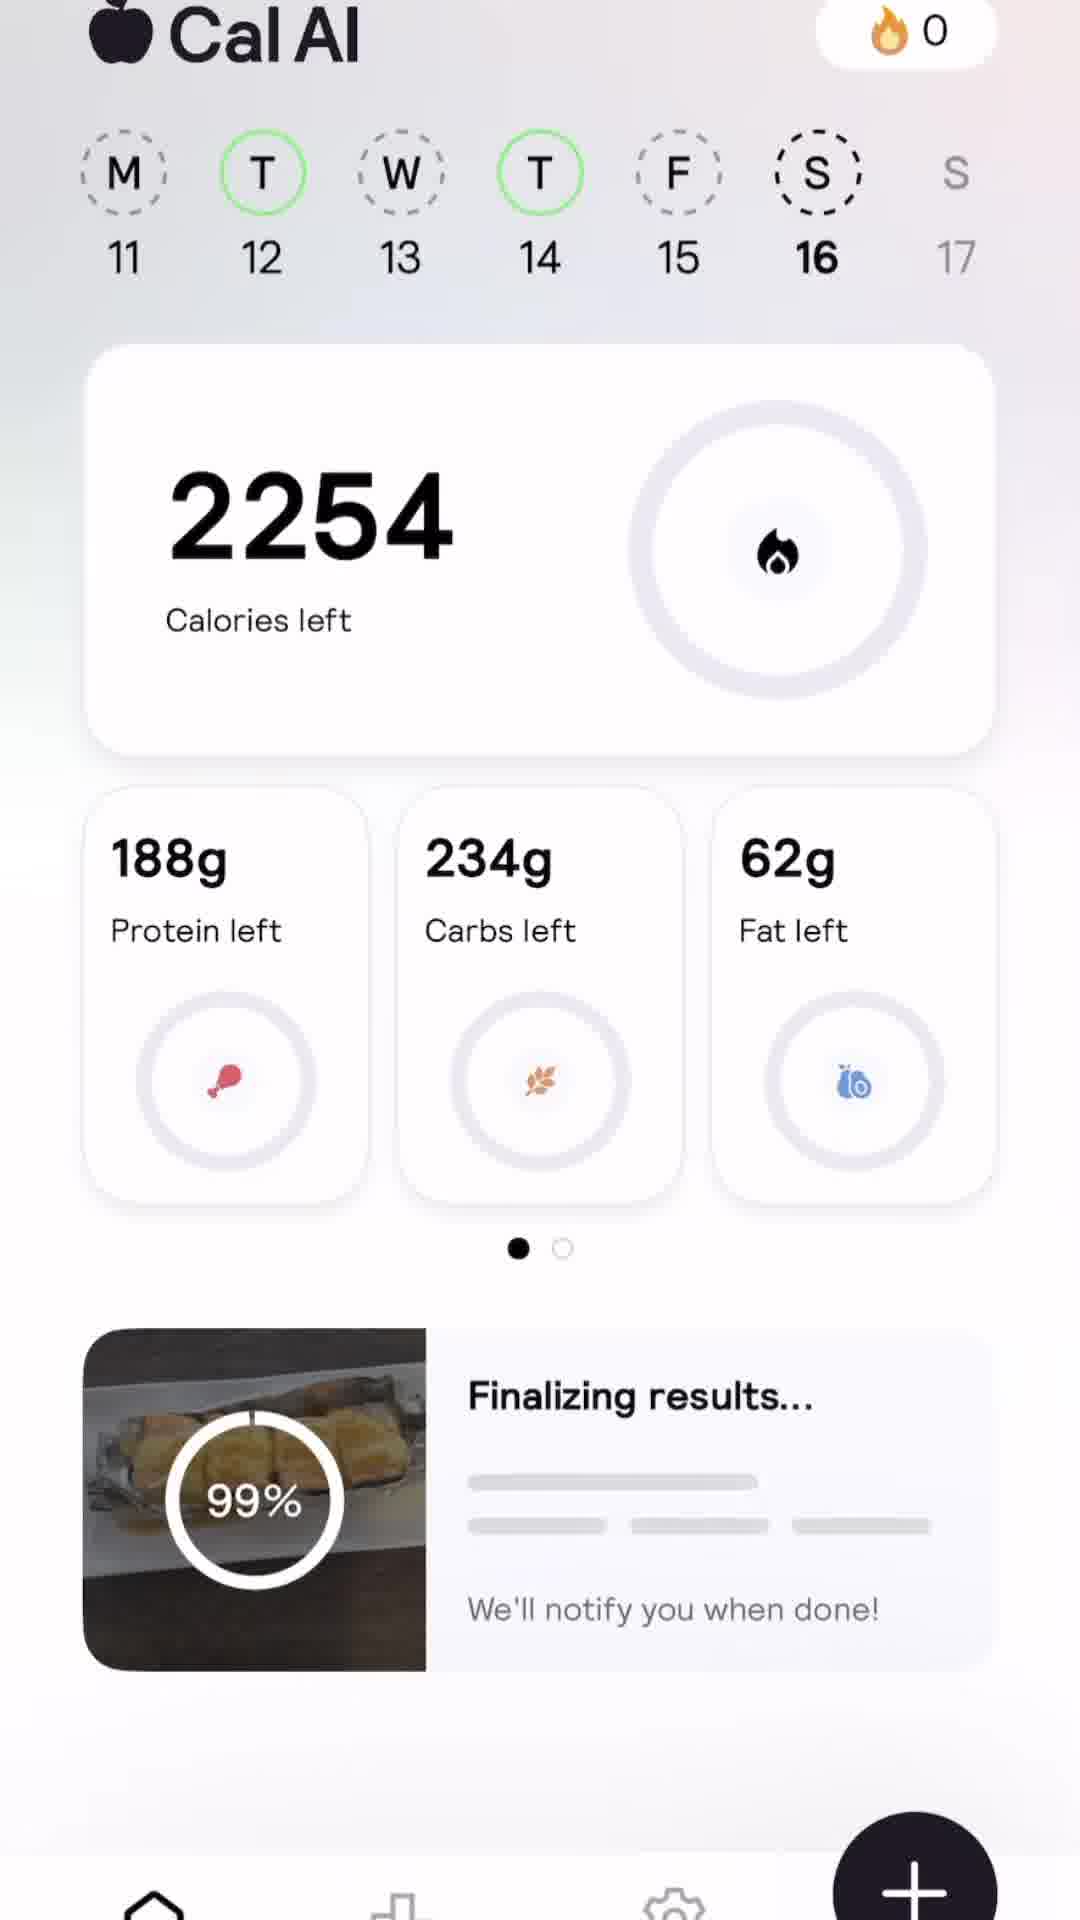 Cal AI
0
M T W T F S S
11 12 13 14 15 16 17
2254
Calories left
188g 234g 62g
Protein left Carbs left Fat left
Finalizing results...
99%
We'll notify you when done!